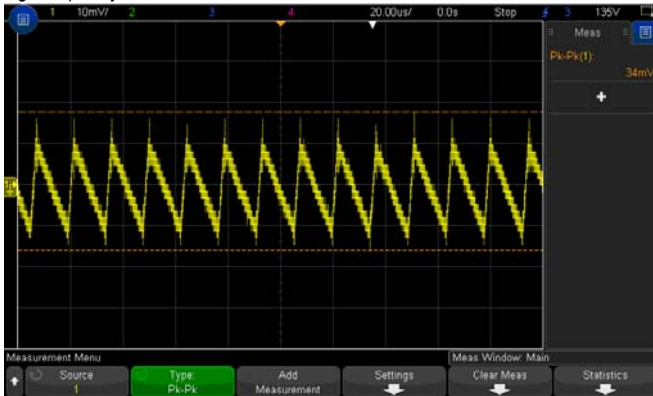 1 10mV/ 2 3 4 20.00us/ 0.0s Stop 3 135V
Meas
Pk-Pk(1):
34mV
Measurement Menu
Meas Window: Main
Source
1
Type:
Pk-Pk
Add
Measurement
Settings
Clear Meas
Statistics